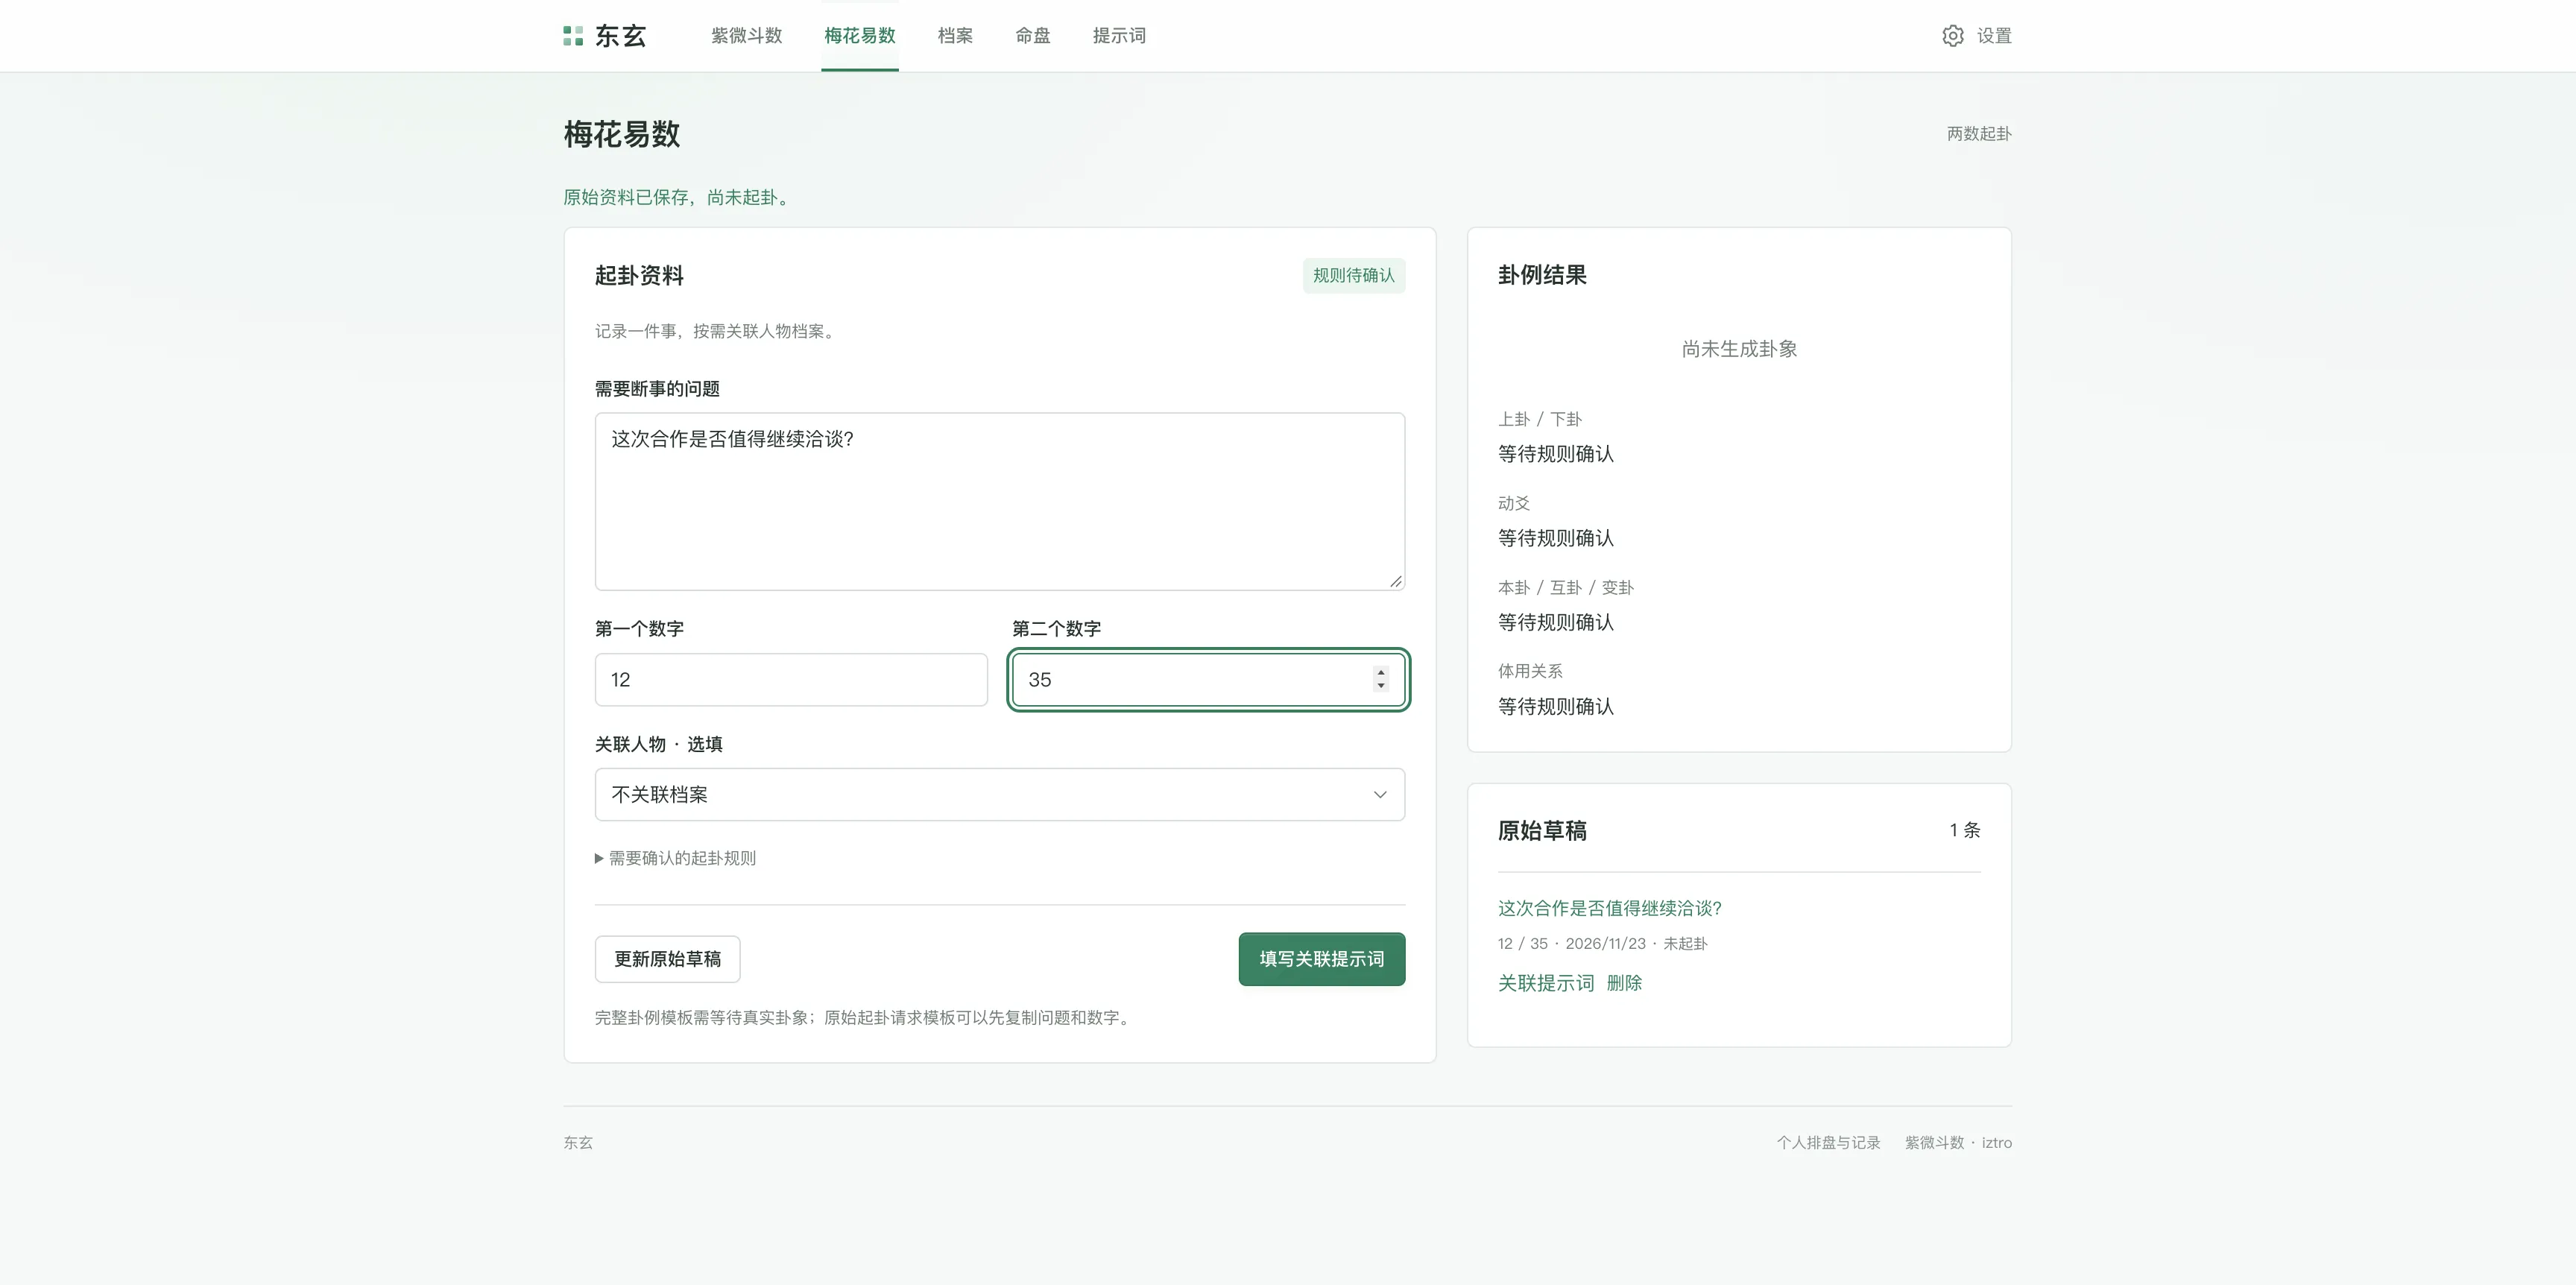 东玄
紫微斗数
梅花易数
档案
命盘
提示词
设置
梅花易数
两数起卦
原始资料已保存，尚未起卦。
起卦资料
规则待确认
记录一件事，按需关联人物档案。
需要断事的问题
这次合作是否值得继续洽谈?
第一个数字
第二个数字
12
35
关联人物 · 选填
不关联档案
需要确认的起卦规则
更新原始草稿
填写关联提示词
完整卦例模板需等待真实卦象；原始起卦请求模板可以先复制问题和数字。
卦例结果
尚未生成卦象
上卦 / 下卦
等待规则确认
动爻
等待规则确认
本卦 / 互卦 / 变卦
等待规则确认
体用关系
等待规则确认
原始草稿
1 条
这次合作是否值得继续洽谈?
12 / 35 · 2026/11/23 · 未起卦
关联提示词 删除
东玄
个人排盘与记录
紫微斗数 · iztro